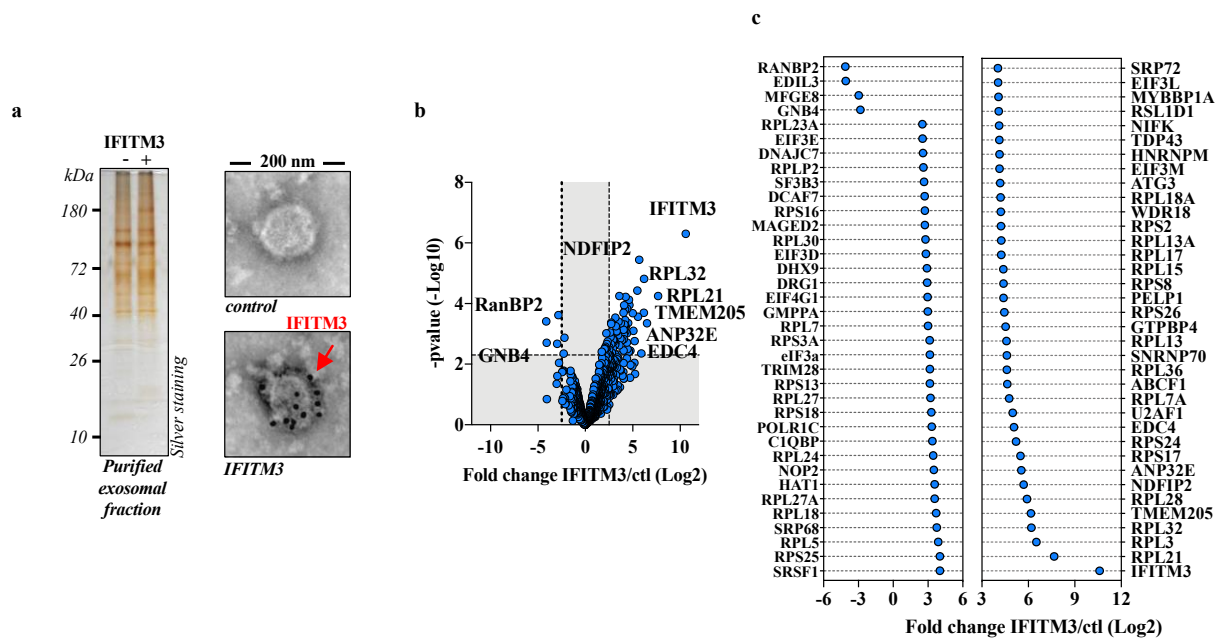 a
IFITM3
- +
kDa
180
72
40
26
10
Silver staining
Purified
exosomal
fraction
200 nm
control
IFITM3
IFITM3
b
8
6
4
2
0
-pvalue (-Log10)
IFITM3
NDFIP2
RPL32
RanBP2
RPL21
TMEM205
ANP32E
GNB4
EDC4
-10 -5 0 5 10
Fold change IFITM3/ctl (Log2)
c
RANBP2
EDIL3
MFGE8
GNB4
RPL23A
EIF3E
DNAJC7
RPLP2
SF3B3
DCAF7
RPS16
MAGED2
RPL30
EIF3D
DHX9
DRG1
EIF4G1
GMPPA
RPL7
RPS3A
eIF3a
TRIM28
RPS13
RPL27
RPS18
POLR1C
C1QBP
RPL24
NOP2
HAT1
RPL27A
RPL18
SRP68
RPL5
RPS25
SRSF1
-6 -3 0 3 6
SRP72
EIF3L
MYBBP1A
RSL1D1
NIFK
TDP43
HNRNPM
EIF3M
ATG3
RPL18A
WDR18
RPS2
RPL13A
RPL17
RPL15
RPS8
PELP1
RPS26
GTPBP4
RPL13
SNRNP70
RPL36
ABCF1
RPL7A
U2AF1
EDC4
RPS24
RPS17
ANP32E
NDFIP2
RPL28
TMEM205
RPL32
RPL3
RPL21
IFITM3
3 6 9 12
Fold change IFITM3/ctl (Log2)